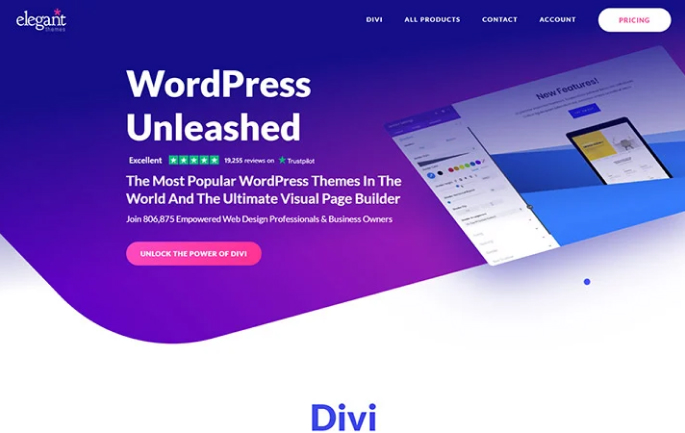 elegant
themes
DIVI
ALL PRODUCTS
CONTACT
ACCOUNT
PRICING
WordPress
Unleashed
Excellent
19,255 reviews on
Trustpilot
The Most Popular WordPress Themes In The
World And The Ultimate Visual Page Builder
Join 806,875 Empowered Web Design Professionals & Business Owners
UNLOCK THE POWER OF DIVI
New Features!
Divi